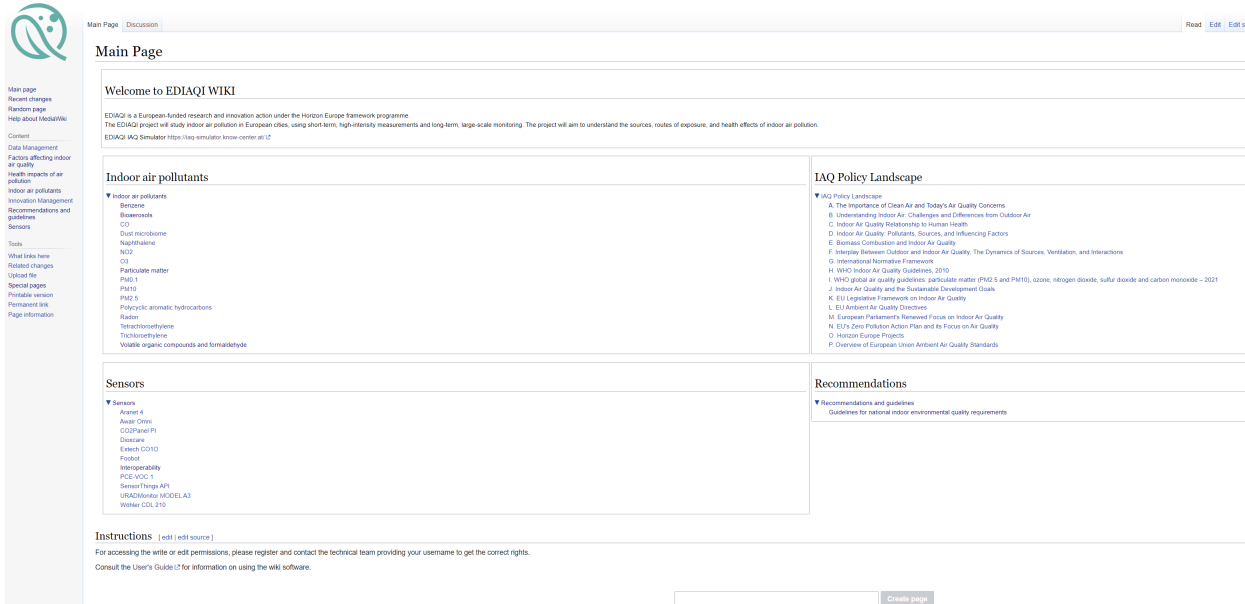 Main Page Discussion Read Edit Edit s
Main Page
Main page
Recent changes
Random page
Help about MediaWiki
Content
Data Management
Factors affecting indoor
air quality
Health impacts of air
pollution
Indoor air pollutants
Innovation Management
Recommendations and
guidelines
Sensors
Tools
What links here
Related changes
Upload file
Special pages
Printable version
Permanent link
Page information
Welcome to EDIAQI WIKI
EDIAQI is a European-funded research and innovation action under the Horizon Europe framework programme.
The EDIAQI project will study indoor air pollution in European cities, using short-term, high-intensity measurements and long-term, large-scale monitoring. The project will aim to understand the sources, routes of exposure, and health effects of indoor air pollution.
EDIAQI IAQ Simulator https://iaq-simulator.know-center.at/
Indoor air pollutants
Indoor air pollutants
Benzene
Bioaerosols
CO
Dust microbiome
Naphthalene
NO2
O3
Particulate matter
PM0.1
PM10
PM2.5
Polycyclic aromatic hydrocarbons
Radon
Tetrachloroethylene
Trichloroethylene
Volatile organic compounds and formaldehyde
IAQ Policy Landscape
IAQ Policy Landscape
A. The Importance of Clean Air and Today's Air Quality Concerns
B. Understanding Indoor Air: Challenges and Differences from Outdoor Air
C. Indoor Air Quality Relationship to Human Health
D. Indoor Air Quality: Pollutants, Sources, and Influencing Factors
E. Biomass Combustion and Indoor Air Quality
F. Interplay Between Outdoor and Indoor Air Quality: The Dynamics of Sources, Ventilation, and Interactions
G. International Normative Framework
H. WHO Indoor Air Quality Guidelines, 2010
I. WHO global air quality guidelines: particulate matter (PM2.5 and PM10), ozone, nitrogen dioxide, sulfur dioxide and carbon monoxide – 2021
J. Indoor Air Quality and the Sustainable Development Goals
K. EU Legislative Framework on Indoor Air Quality
L. EU Ambient Air Quality Directives
M. European Parliament's Renewed Focus on Indoor Air Quality
N. EU's Zero Pollution Action Plan and its Focus on Air Quality
O. Horizon Europe Projects
P. Overview of European Union Ambient Air Quality Standards
Sensors
Sensors
Aranet 4
Awair Omni
CO2Panel PI
Dioxcare
Extech CO1O
Foobot
Interoperability
PCE-VOC 1
SensorThings API
URADMonitor MODEL A3
Wöhler CDL 210
Recommendations
Recommendations and guidelines
Guidelines for national indoor environmental quality requirements
Instructions [ edit | edit source ]
For accessing the write or edit permissions, please register and contact the technical team providing your username to get the correct rights.
Consult the User's Guide for information on using the wiki software.
Create page